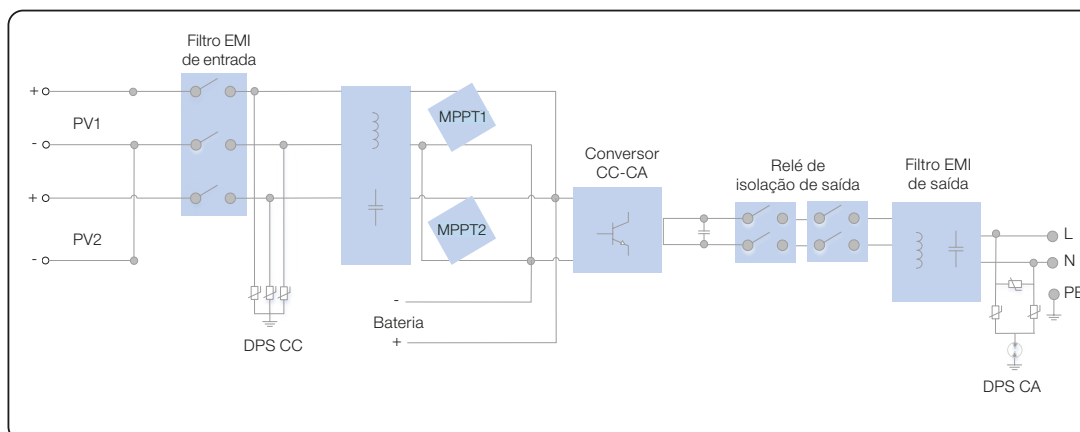 Filtro EMI
de entrada
+
PV1
-
+
PV2
-
MPPT1
MPPT2
DPS CC
-
Bateria
+
Conversor
CC-CA
Relé de
isolação de saída
Filtro EMI
de saída
L
N
PE
DPS CA